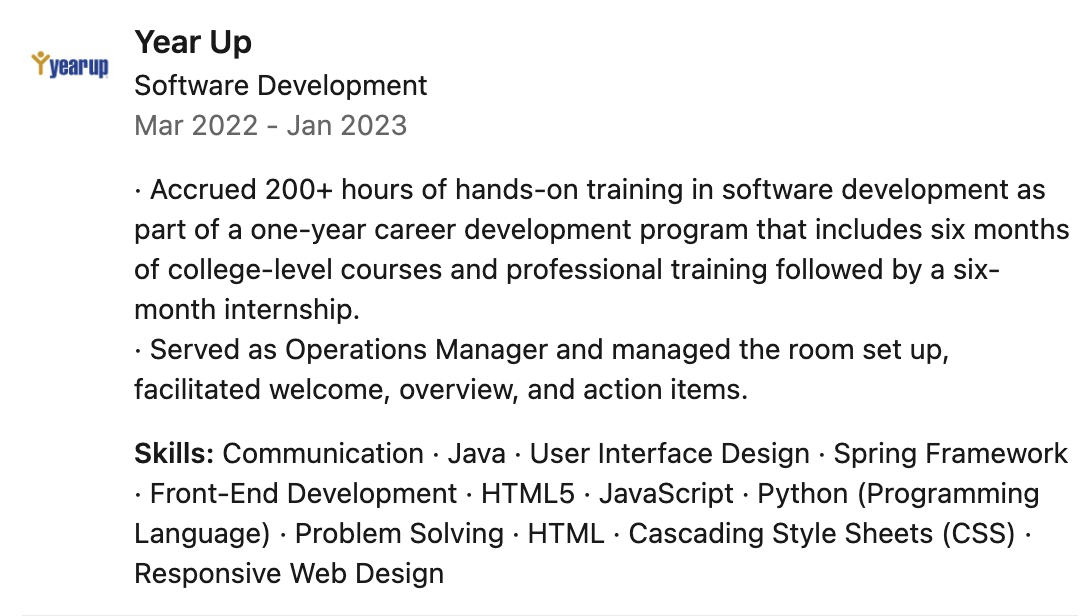 Year Up
yearup
Software Development
Mar 2022 - Jan 2023
· Accrued 200+ hours of hands-on training in software development as
part of a one-year career development program that includes six months
of college-level courses and professional training followed by a six-
month internship.
· Served as Operations Manager and managed the room set up,
facilitated welcome, overview, and action items.
Skills: Communication · Java · User Interface Design · Spring Framework
· Front-End Development · HTML5 · JavaScript · Python (Programming
Language) · Problem Solving · HTML · Cascading Style Sheets (CSS) ·
Responsive Web Design